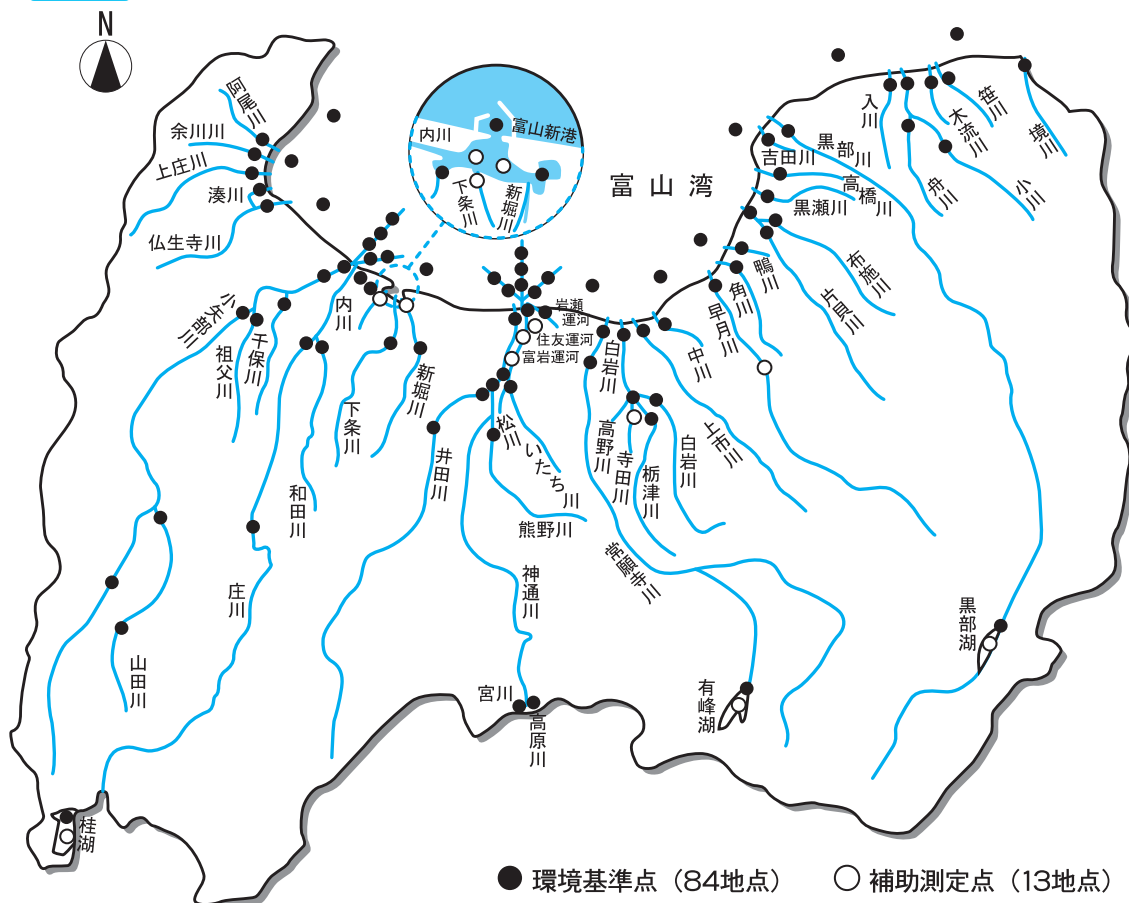 N
阿尾川
余川川
上庄川
湊川
仏生寺川
内川
富山新港
下条川
新堀川
富山湾
入川
木流川
笹川
境川
舟川
小川
吉田川
黒部川
高橋川
黒瀬川
布施川
片貝川
鴨川
角川
早月川
中川
上市川
白岩川
岩瀬運河
住友運河
富岩運河
小矢部川
祖父川
千保川
内川
下条川
新堀川
和田川
庄川
山田川
井田川
松川
いたち川
熊野川
神通川
高野川
寺田川
栃津川
白岩川
常願寺川
宮川
高原川
有峰湖
黒部湖
桂湖
環境基準点（84地点）
補助測定点（13地点）